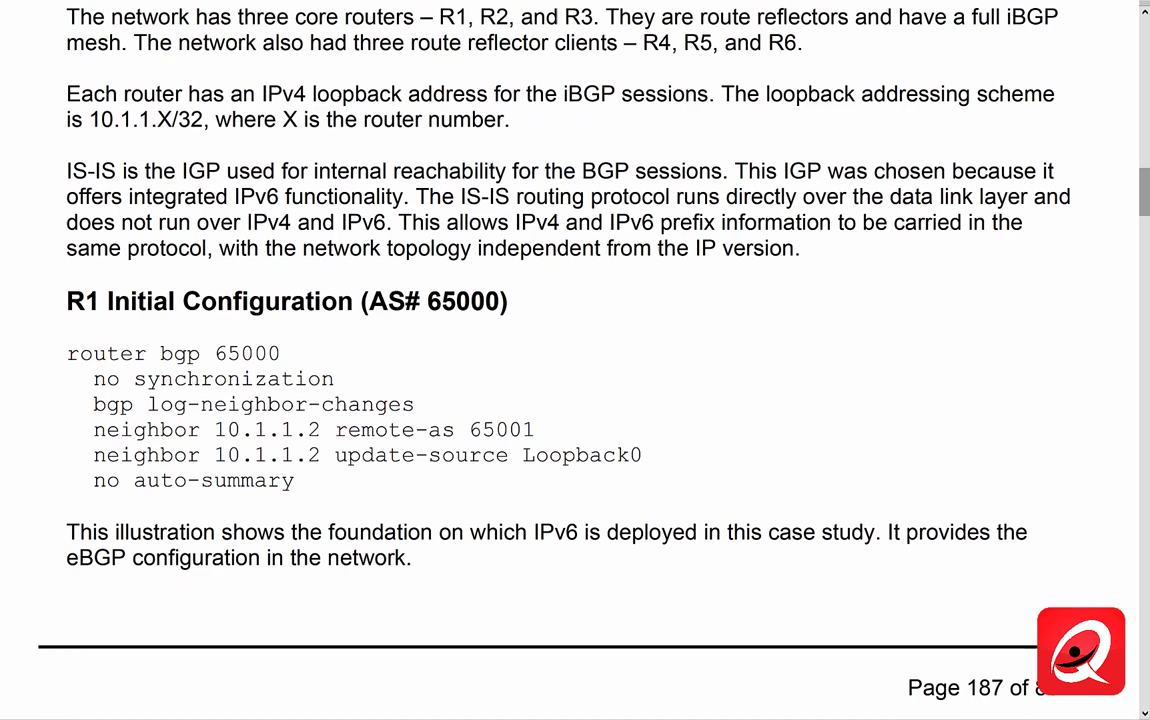 The network has three core routers – R1, R2, and R3. They are route reflectors and have a full iBGP
mesh. The network also had three route reflector clients – R4, R5, and R6.
Each router has an IPv4 loopback address for the iBGP sessions. The loopback addressing scheme
is 10.1.1.X/32, where X is the router number.
IS-IS is the IGP used for internal reachability for the BGP sessions. This IGP was chosen because it
offers integrated IPv6 functionality. The IS-IS routing protocol runs directly over the data link layer and
does not run over IPv4 and IPv6. This allows IPv4 and IPv6 prefix information to be carried in the
same protocol, with the network topology independent from the IP version.
R1 Initial Configuration (AS# 65000)
router bgp 65000
no synchronization
bgp log-neighbor-changes
neighbor 10.1.1.2 remote-as 65001
neighbor 10.1.1.2 update-source Loopback0
no auto-summary
This illustration shows the foundation on which IPv6 is deployed in this case study. It provides the
eBGP configuration in the network.
Page 187 of